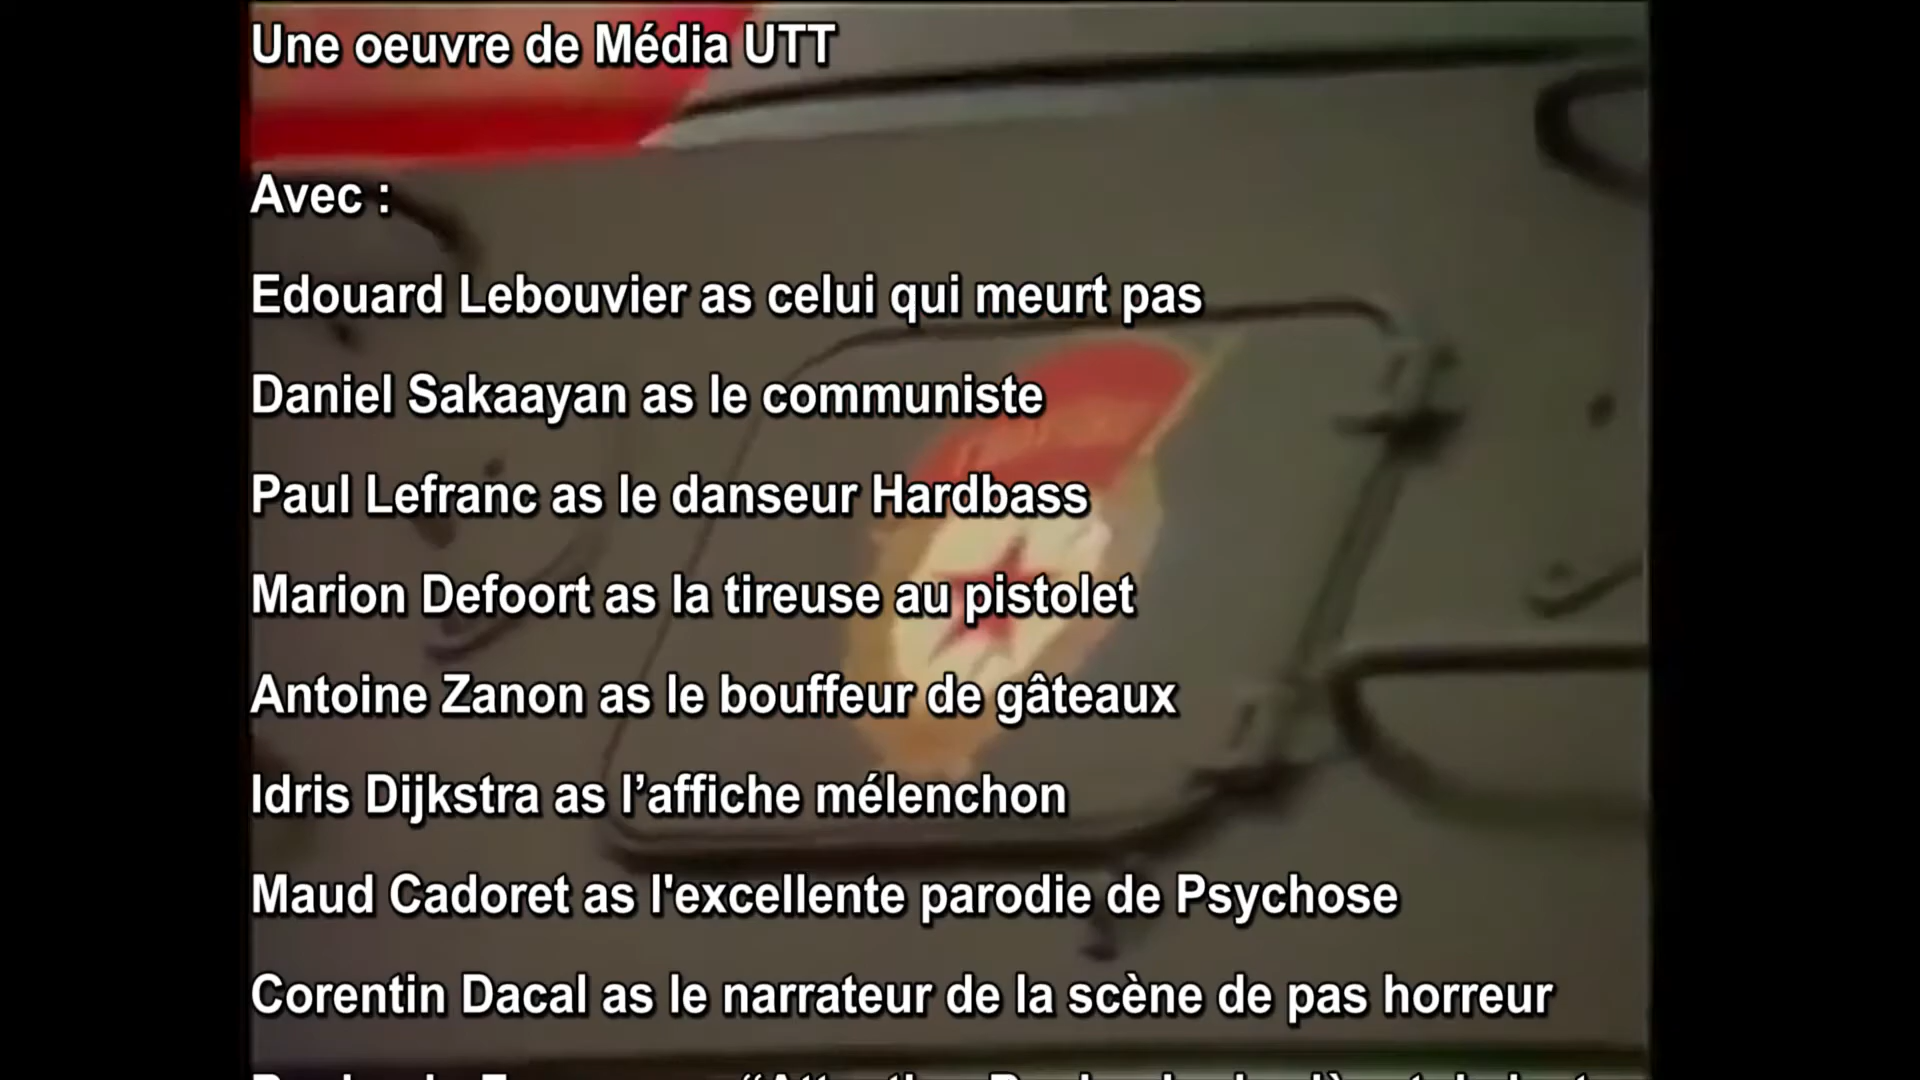 Une oeuvre de Média UTT
Avec :
Edouard Lebouvier as celui qui meurt pas
Daniel Sakaayan as le communiste
Paul Lefranc as le danseur Hardbass
Marion Defoort as la tireuse au pistolet
Antoine Zanon as le bouffeur de gâteaux
Idris Dijkstra as l’affiche mélenchon
Maud Cadoret as l'excellente parodie de Psychose
Corentin Dacal as le narrateur de la scène de pas horreur